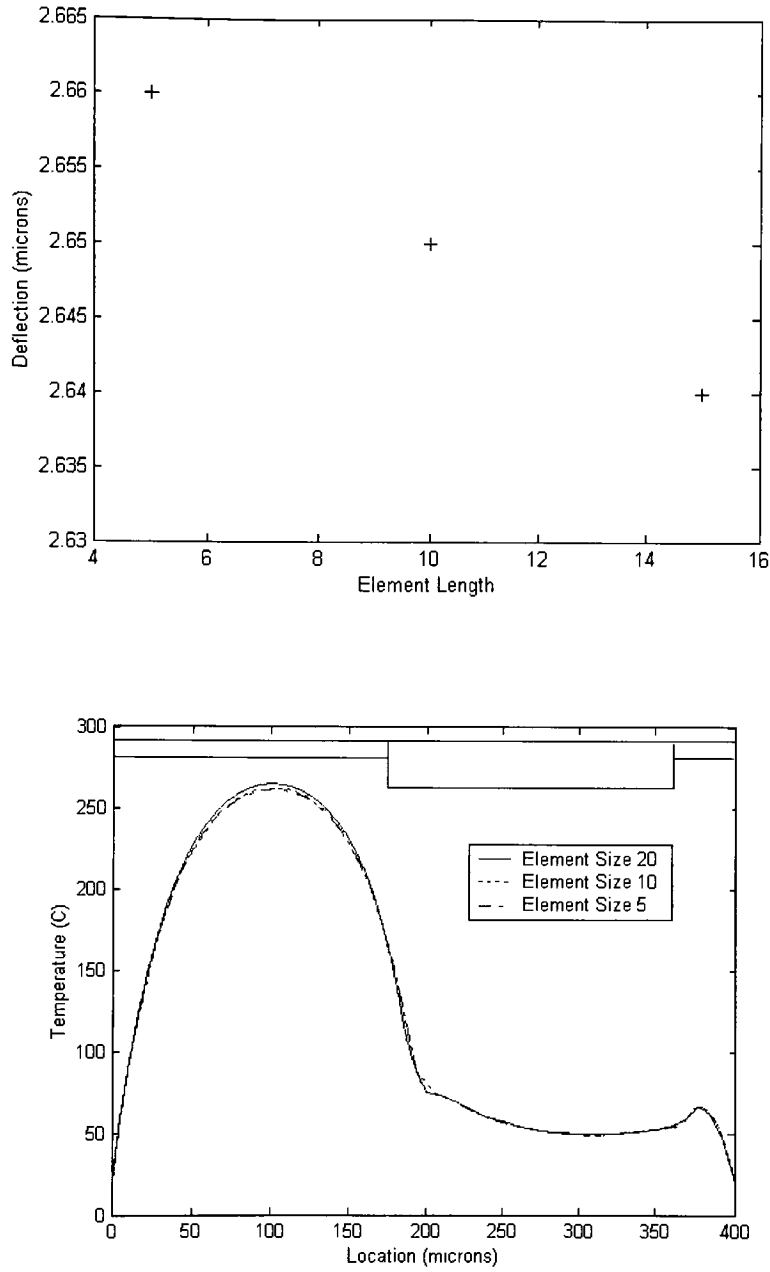 2.665
2.66
2.655
2.65
2.645
2.64
2.635
2.63
Deflection (microns)
4 6 8 10 12 14 16
Element Length
300
250
200
150
100
50
0
Temperature (C)
Element Size 20
Element Size 10
Element Size 5
0 50 100 150 200 250 300 350 400
Location (microns)